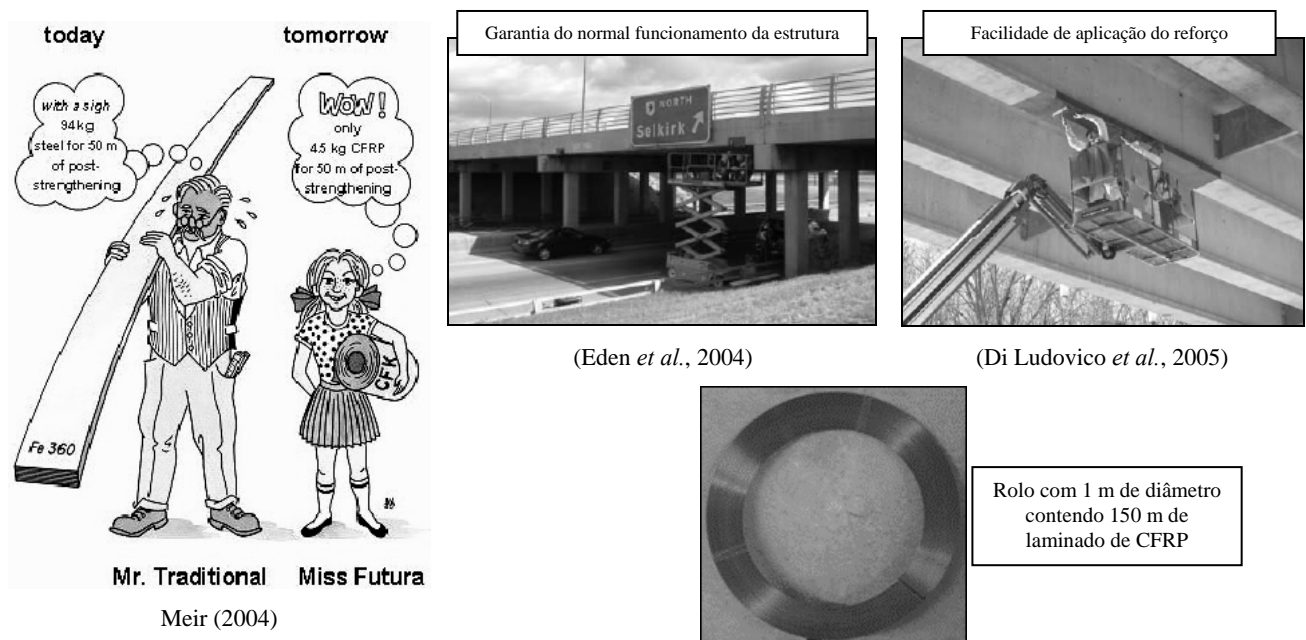 today
tomorrow
with a sigh
94 kg
steel for 50 m
of post-
strengthening
WOW!
only
4.5 kg CFRP
for 50 m of post-
strengthening
CFK
Fe 360
Mr. Traditional
Miss Futura
Meir (2004)
Garantia do normal funcionamento da estrutura
NORTH
Selkirk
(Eden et al., 2004)
Facilidade de aplicação do reforço
(Di Ludovico et al., 2005)
Rolo com 1 m de diâmetro
contendo 150 m de
laminado de CFRP